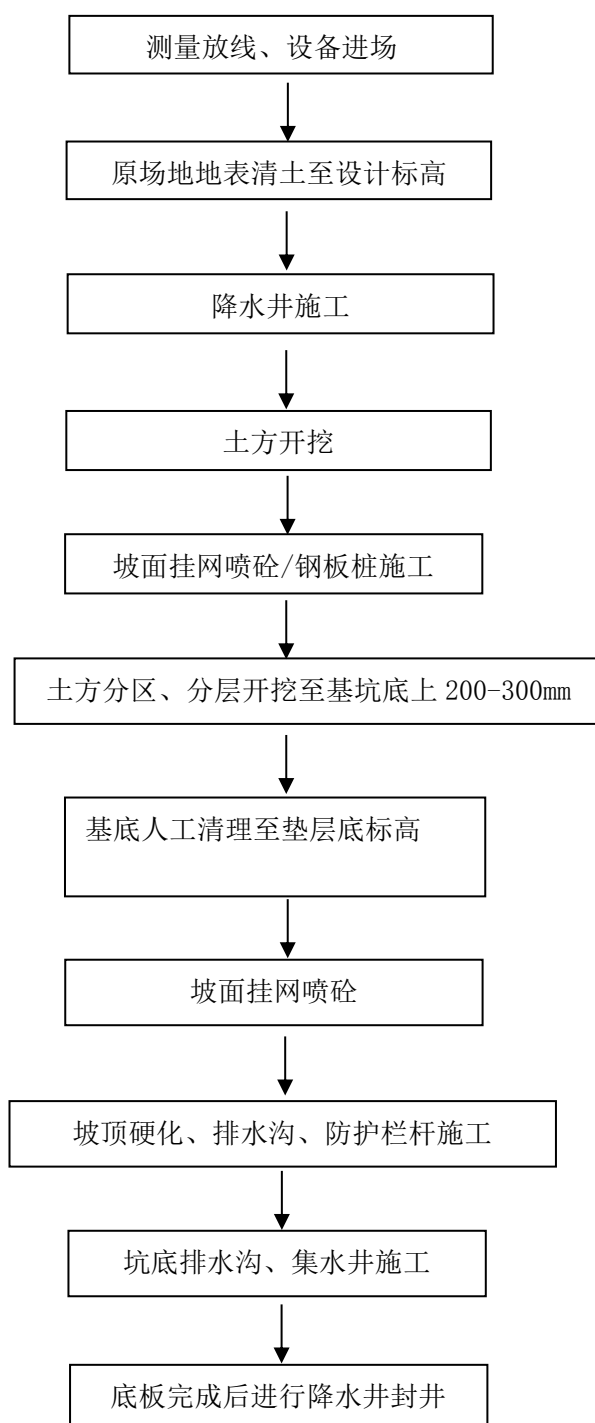 测量放线、设备进场
原场地地表清土至设计标高
降水井施工
土方开挖
坡面挂网喷砼/钢板桩施工
土方分区、分层开挖至基坑底上 200-300mm
基底人工清理至垫层底标高
坡面挂网喷砼
坡顶硬化、排水沟、防护栏杆施工
坑底排水沟、集水井施工
底板完成后进行降水井封井